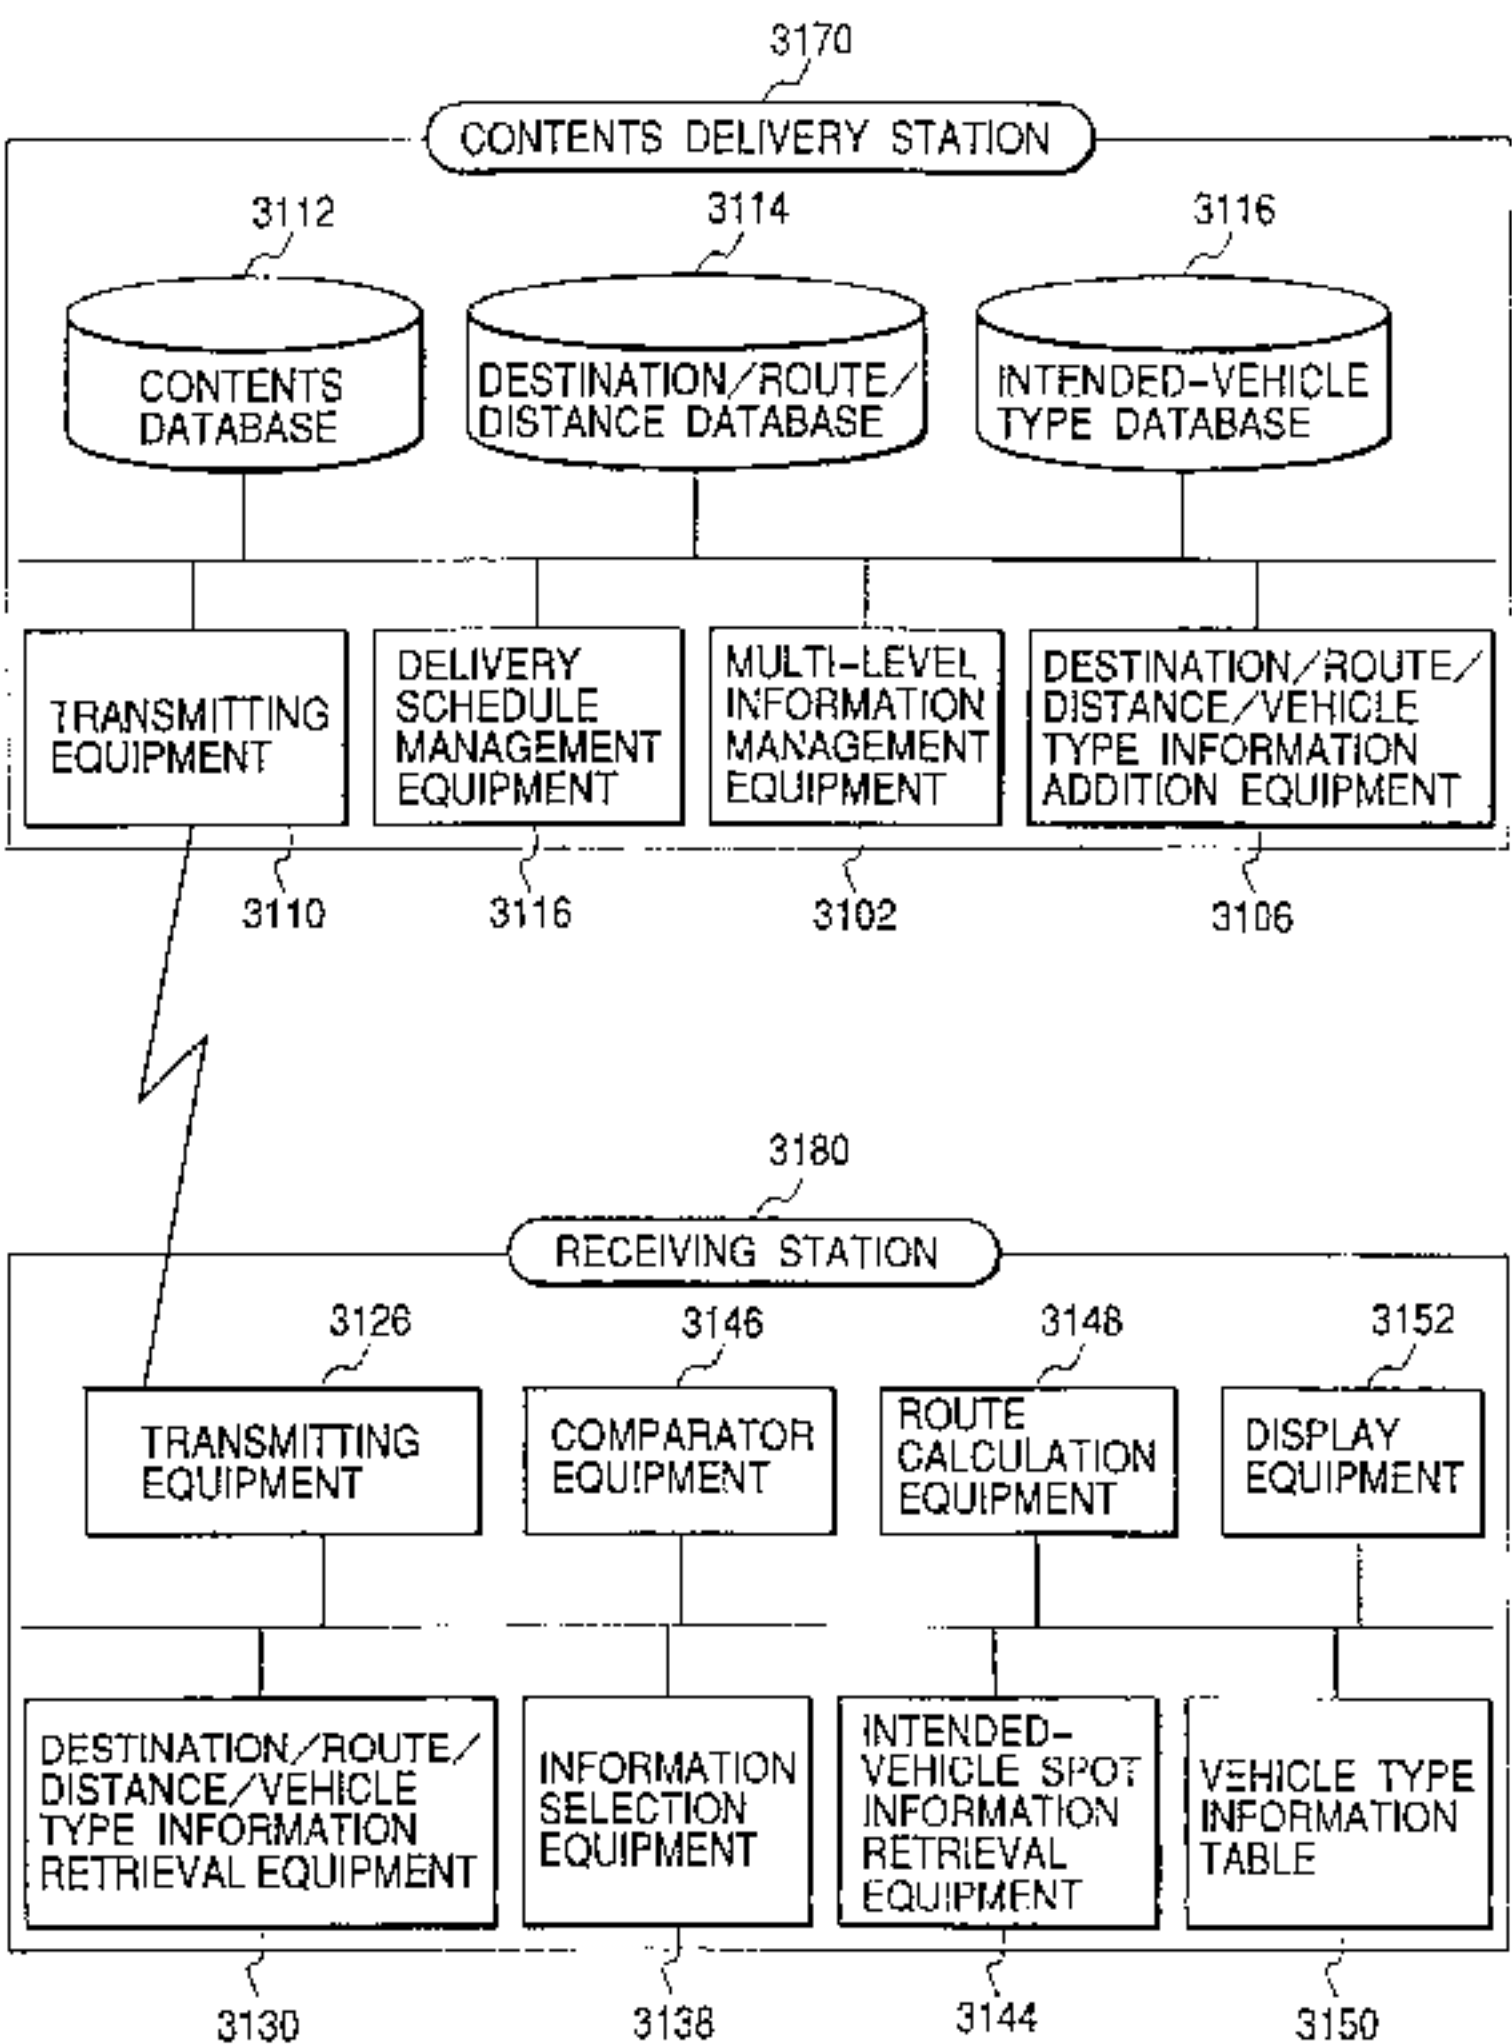 3170
CONTENTS DELIVERY STATION
3112
3114
3116
CONTENTS
DATABASE
DESTINATION/ROUTE/
DISTANCE DATABASE
INTENDED-VEHICLE
TYPE DATABASE
TRANSMITTING
EQUIPMENT
DELIVERY
SCHEDULE
MANAGEMENT
EQUIPMENT
MULTI-LEVEL
INFORMATION
MANAGEMENT
EQUIPMENT
DESTINATION/ROUTE/
DISTANCE/VEHICLE
TYPE INFORMATION
ADDITION EQUIPMENT
3110
3116
3102
3106
3180
RECEIVING STATION
3126
3146
3148
3152
TRANSMITTING
EQUIPMENT
COMPARATOR
EQUIPMENT
ROUTE
CALCULATION
EQUIPMENT
DISPLAY
EQUIPMENT
DESTINATION/ROUTE/
DISTANCE/VEHICLE
TYPE INFORMATION
RETRIEVAL EQUIPMENT
INFORMATION
SELECTION
EQUIPMENT
INTENDED-
VEHICLE SPOT
INFORMATION
RETRIEVAL
EQUIPMENT
VEHICLE TYPE
INFORMATION
TABLE
3130
3138
3144
3150